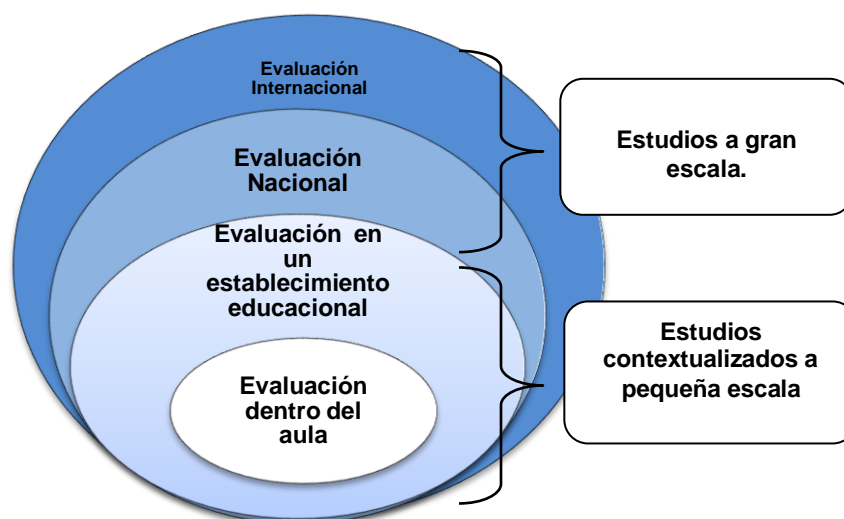 Evaluación
Internacional
Evaluación
Nacional
Evaluación en
un
establecimiento
educacional
Evaluación
dentro del
aula
Estudios a gran
escala.
Estudios
contextualizados a
pequeña escala